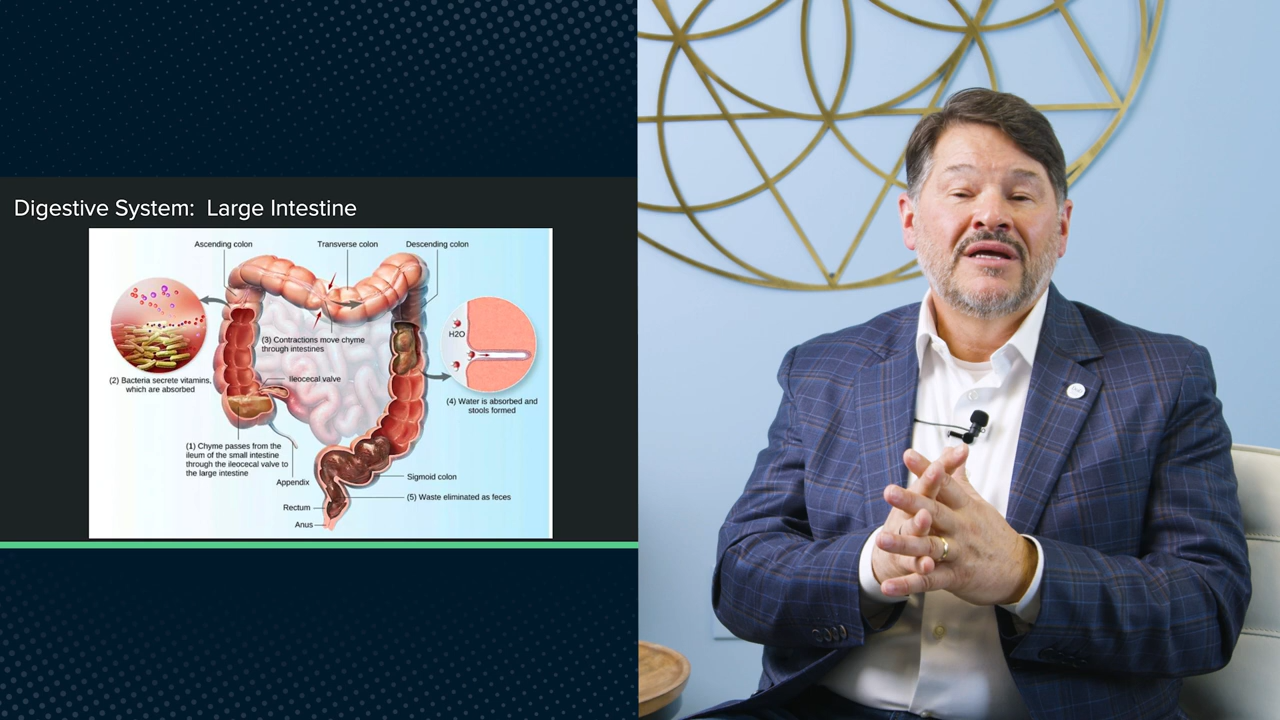 Digestive System:  Large Intestine
Ascending colon
Transverse colon
Descending colon
H2O
(3) Contractions move chyme
through intestines
(2) Bacteria secrete vitamins,
which are absorbed
Ileocecal valve
(4) Water is absorbed and
stools formed
(1) Chyme passes from the
ileum of the small intestine
through the ileocecal valve to
the large intestine
Appendix
Sigmoid colon
(5) Waste eliminated as feces
Rectum
Anus